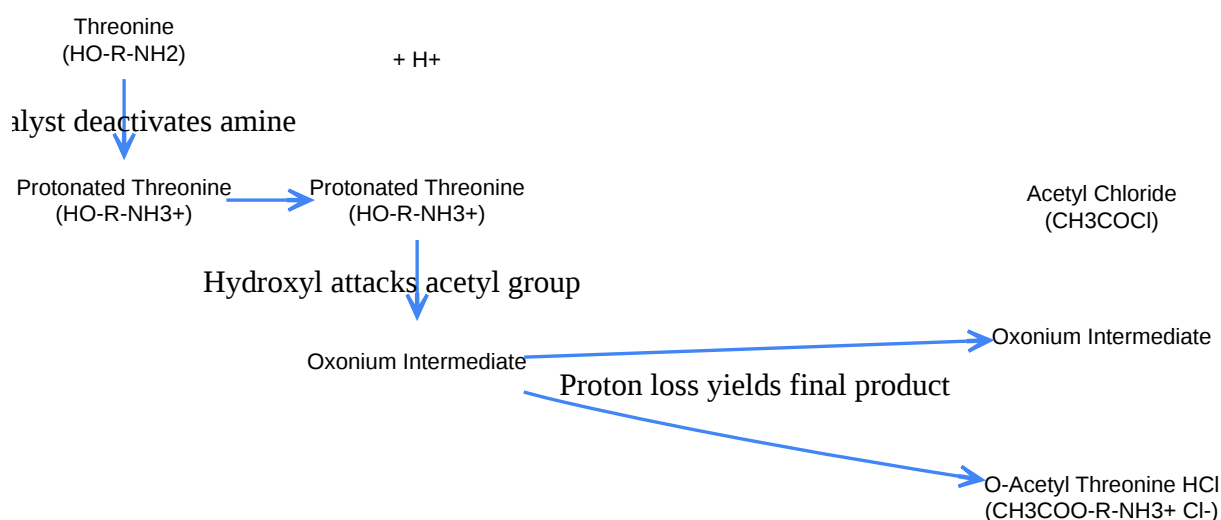 Threonine
(HO-R-NH2)
+ H+
alyst deactivates amine
Protonated Threonine
(HO-R-NH3+)
Protonated Threonine
(HO-R-NH3+)
Acetyl Chloride
(CH3COCl)
Hydroxyl attacks acetyl group
Oxonium Intermediate
Oxonium Intermediate
Proton loss yields final product
O-Acetyl Threonine HCl
(CH3COO-R-NH3+ Cl-)